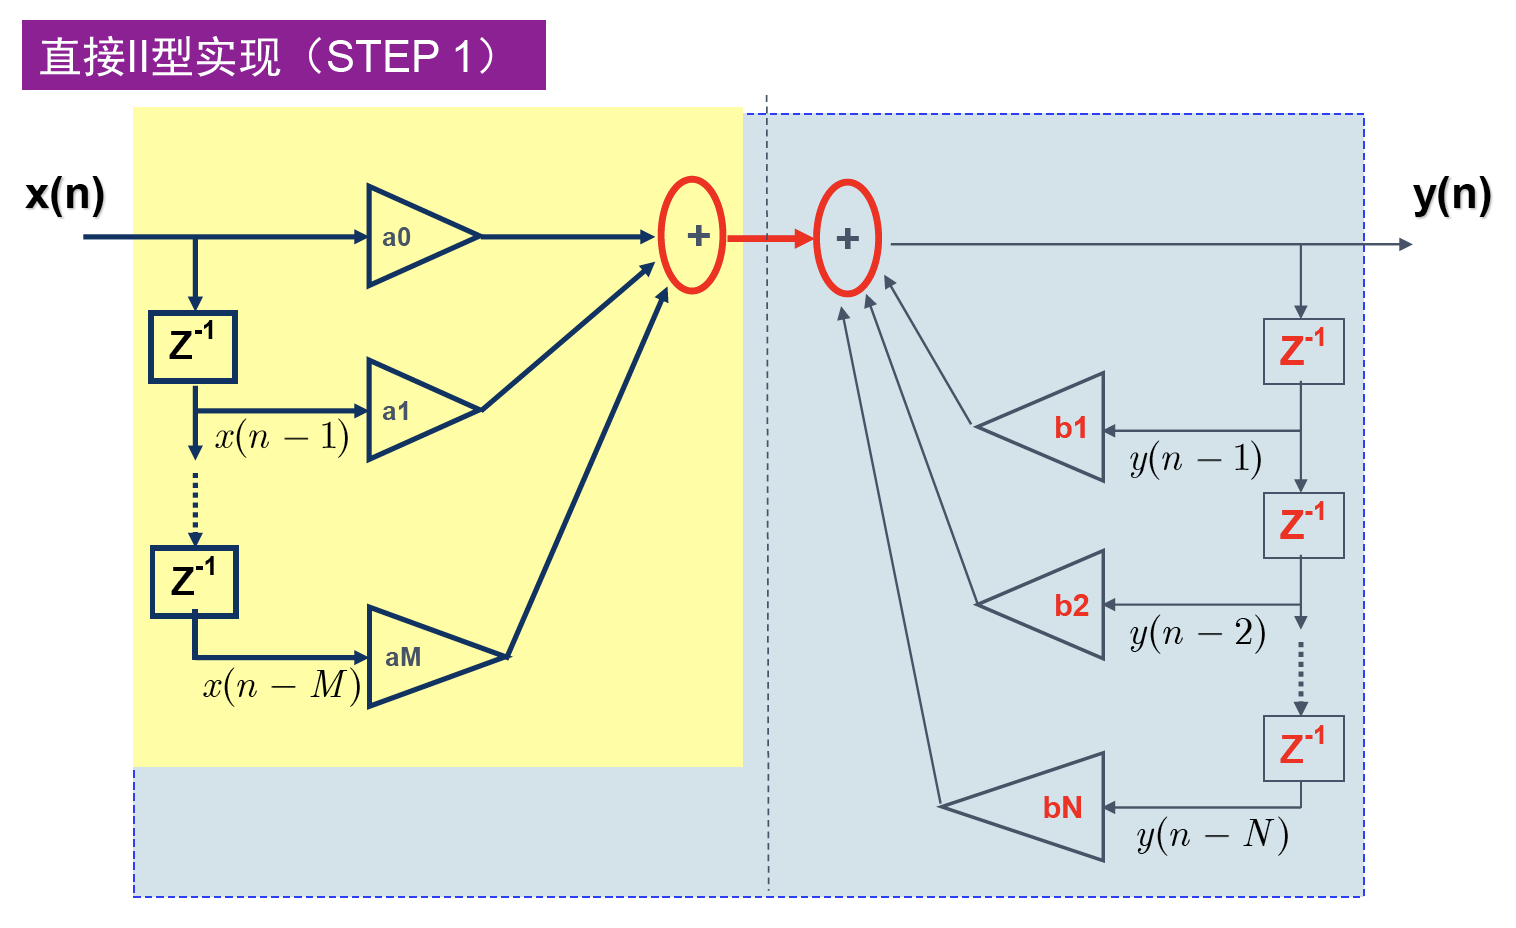 直接II型实现（STEP 1）
x(n)
y(n)
a0
+
+
Z⁻¹
Z⁻¹
a1
x(n − 1)
b1
y(n − 1)
Z⁻¹
Z⁻¹
b2
y(n − 2)
aM
x(n − M)
Z⁻¹
bN
y(n − N)